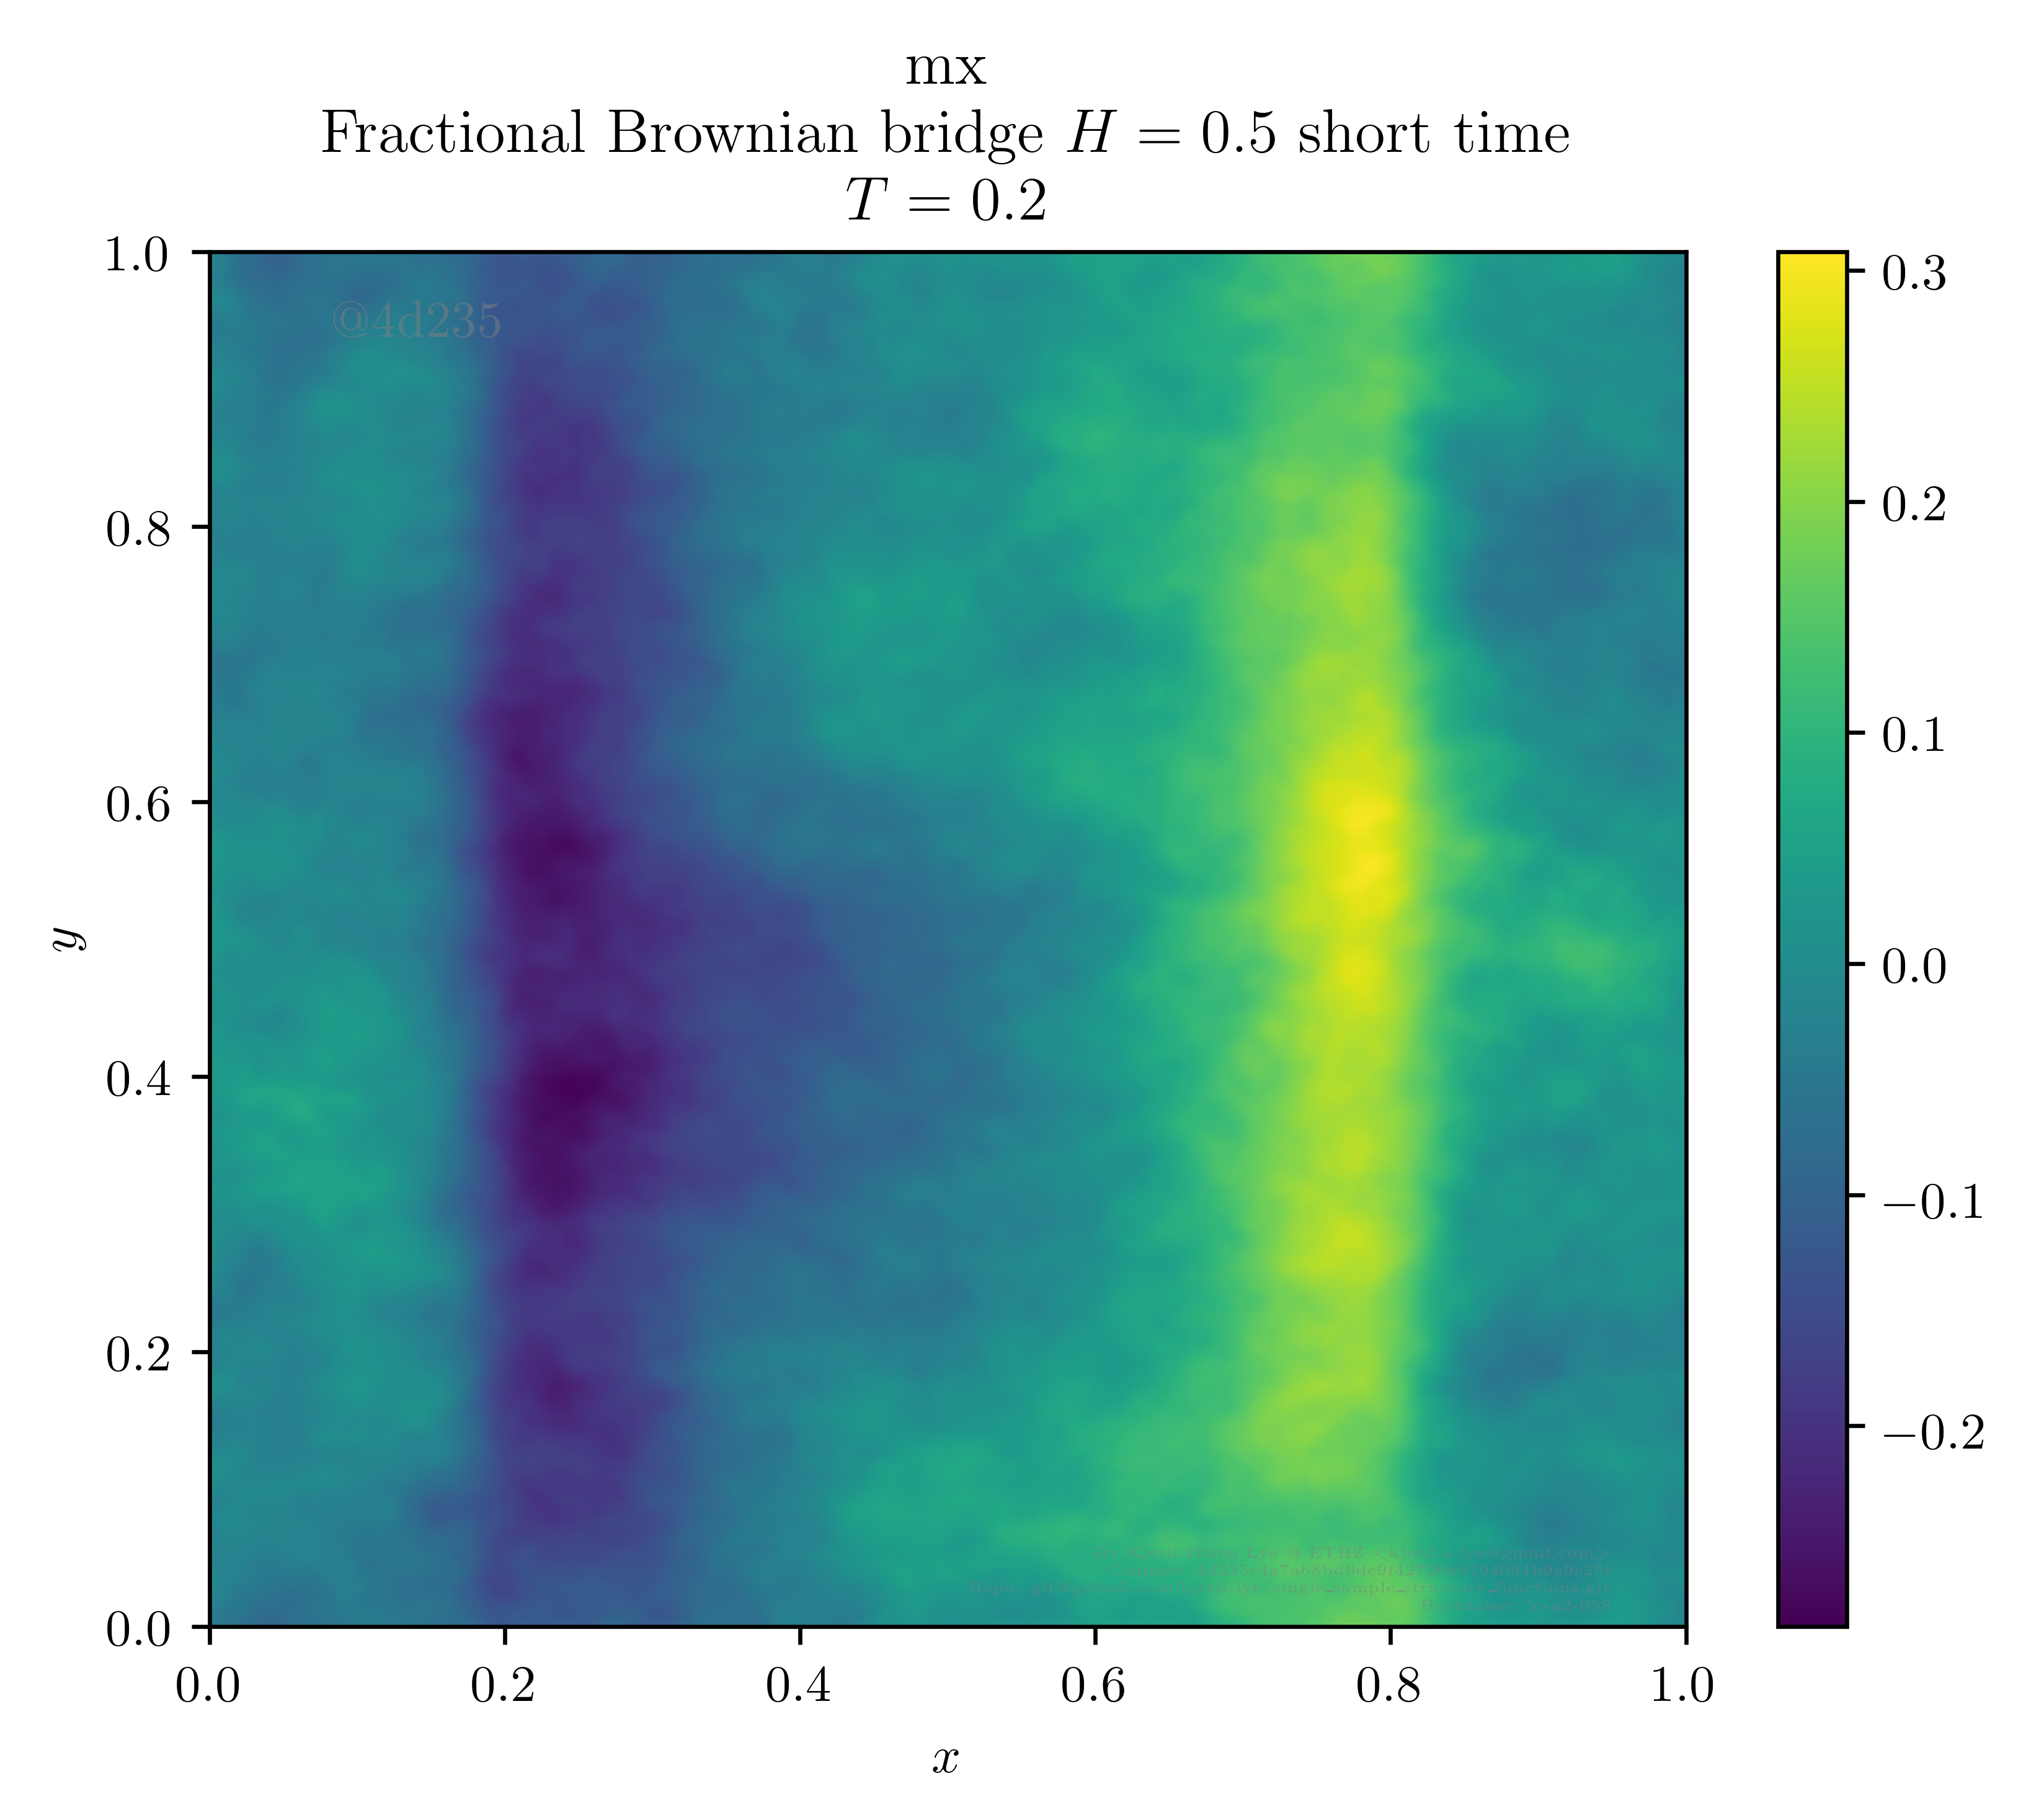 mx
Fractional Brownian bridge H = 0.5 short time
T = 0.2
@4d235
1.0
0.8
0.6
0.4
0.2
0.0
y
0.0 0.2 0.4 0.6 0.8 1.0
x
0.3
0.2
0.1
0.0
−0.1
−0.2